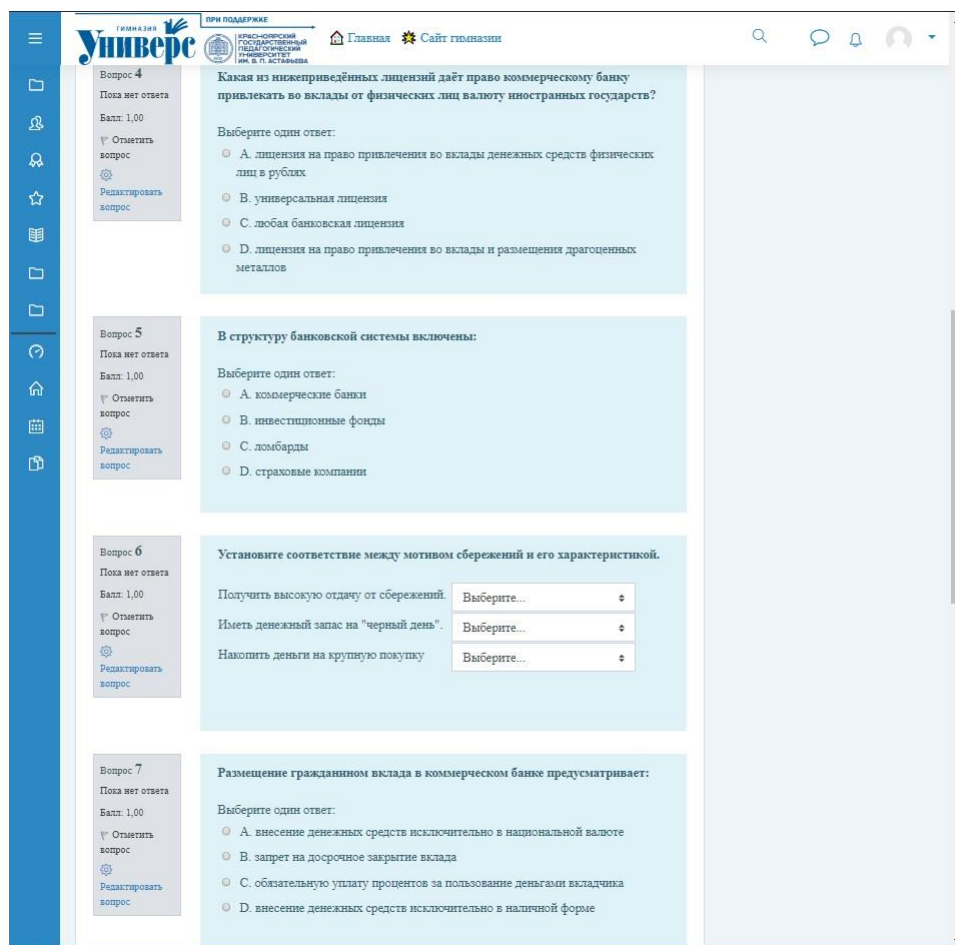 ГИМНАЗИЯ
Универс
ПРИ ПОДДЕРЖКЕ
КРАСНОЯРСКИЙ
ГОСУДАРСТВЕННЫЙ
ПЕДАГОГИЧЕСКИЙ
УНИВЕРСИТЕТ
ИМ. В. П. АСТАФЬЕВА
Главная Сайт гимназии
Вопрос 4
Пока нет ответа
Балл: 1,00
Отметить
вопрос
Редактировать
вопрос
Какая из нижеприведённых лицензий даёт право коммерческому банку
привлекать во вклады от физических лиц валюту иностранных государств?
Выберите один ответ:
A. лицензия на право привлечения во вклады денежных средств физических
лиц в рублях
B. универсальная лицензия
C. любая банковская лицензия
D. лицензия на право привлечения во вклады и размещения драгоценных
металлов
Вопрос 5
Пока нет ответа
Балл: 1,00
Отметить
вопрос
Редактировать
вопрос
В структуру банковской системы включены:
Выберите один ответ:
A. коммерческие банки
B. инвестиционные фонды
C. ломбарды
D. страховые компании
Вопрос 6
Пока нет ответа
Балл: 1,00
Отметить
вопрос
Редактировать
вопрос
Установите соответствие между мотивом сбережений и его характеристикой.
Получить высокую отдачу от сбережений. Выберите...
Иметь денежный запас на "черный день". Выберите...
Накопить деньги на крупную покупку Выберите...
Вопрос 7
Пока нет ответа
Балл: 1,00
Отметить
вопрос
Редактировать
вопрос
Размещение гражданином вклада в коммерческом банке предусматривает:
Выберите один ответ:
A. внесение денежных средств исключительно в национальной валюте
B. запрет на досрочное закрытие вклада
C. обязательную уплату процентов за пользование деньгами вкладчика
D. внесение денежных средств исключительно в наличной форме